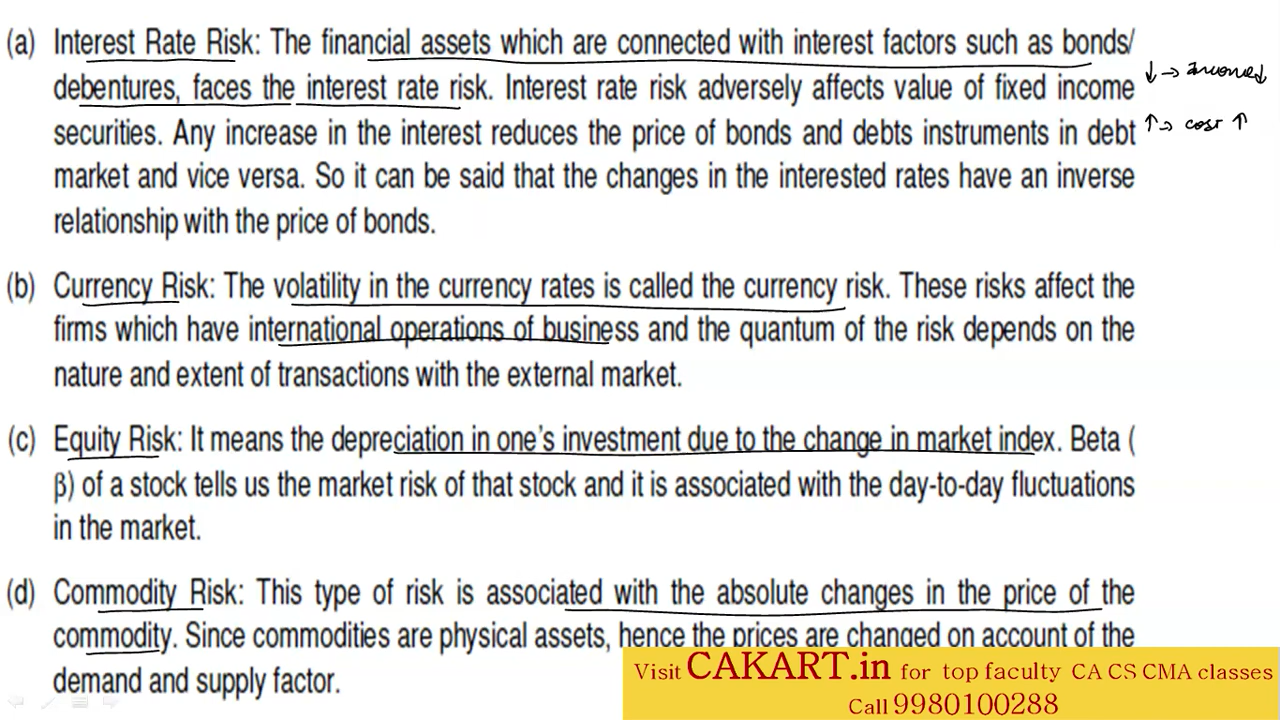 (a) Interest Rate Risk: The financial assets which are connected with interest factors such as bonds/
debentures, faces the interest rate risk. Interest rate risk adversely affects value of fixed income
securities. Any increase in the interest reduces the price of bonds and debts instruments in debt
market and vice versa. So it can be said that the changes in the interested rates have an inverse
relationship with the price of bonds.
↓ → Income↓
↑ → cost ↑
(b) Currency Risk: The volatility in the currency rates is called the currency risk. These risks affect the
firms which have international operations of business and the quantum of the risk depends on the
nature and extent of transactions with the external market.
(c) Equity Risk: It means the depreciation in one's investment due to the change in market index. Beta (
β) of a stock tells us the market risk of that stock and it is associated with the day-to-day fluctuations
in the market.
(d) Commodity Risk: This type of risk is associated with the absolute changes in the price of the
commodity. Since commodities are physical assets, hence the prices are changed on account of the
demand and supply factor.
Visit CAKART.in for top faculty CA CS CMA classes
Call 9980100288